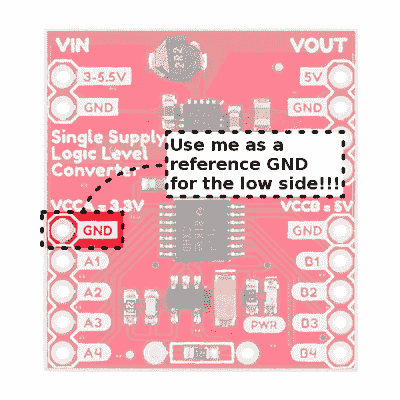 VIN VOUT
3-5,5V 5V
GND GND
Single Supply
Logic Level
Converter
Use me as a
reference GND
for the low side!!!
VCCA = 3.3V VCCB = 5V
GND GND
A1 B1
A2 B2
A3 B3
PWR
A4 B4
2R2